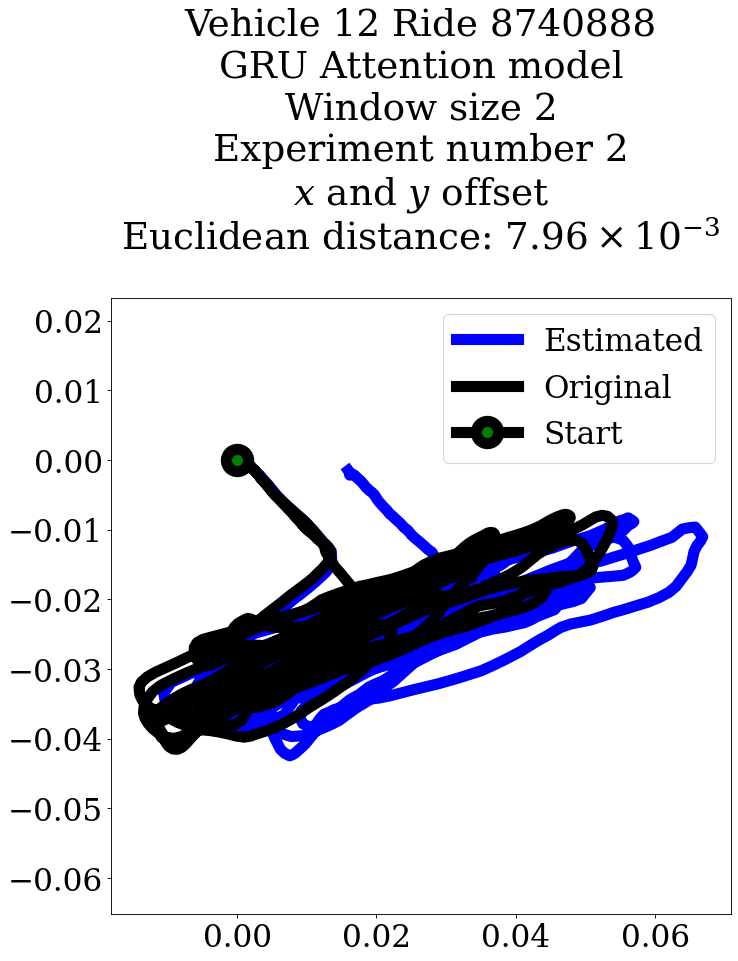 Vehicle 12 Ride 8740888
GRU Attention model
Window size 2
Experiment number 2
x and y offset
Euclidean distance: 7.96 × 10⁻³
Estimated
Original
Start
0.02
0.01
0.00
−0.01
−0.02
−0.03
−0.04
−0.05
−0.06
0.00 0.02 0.04 0.06